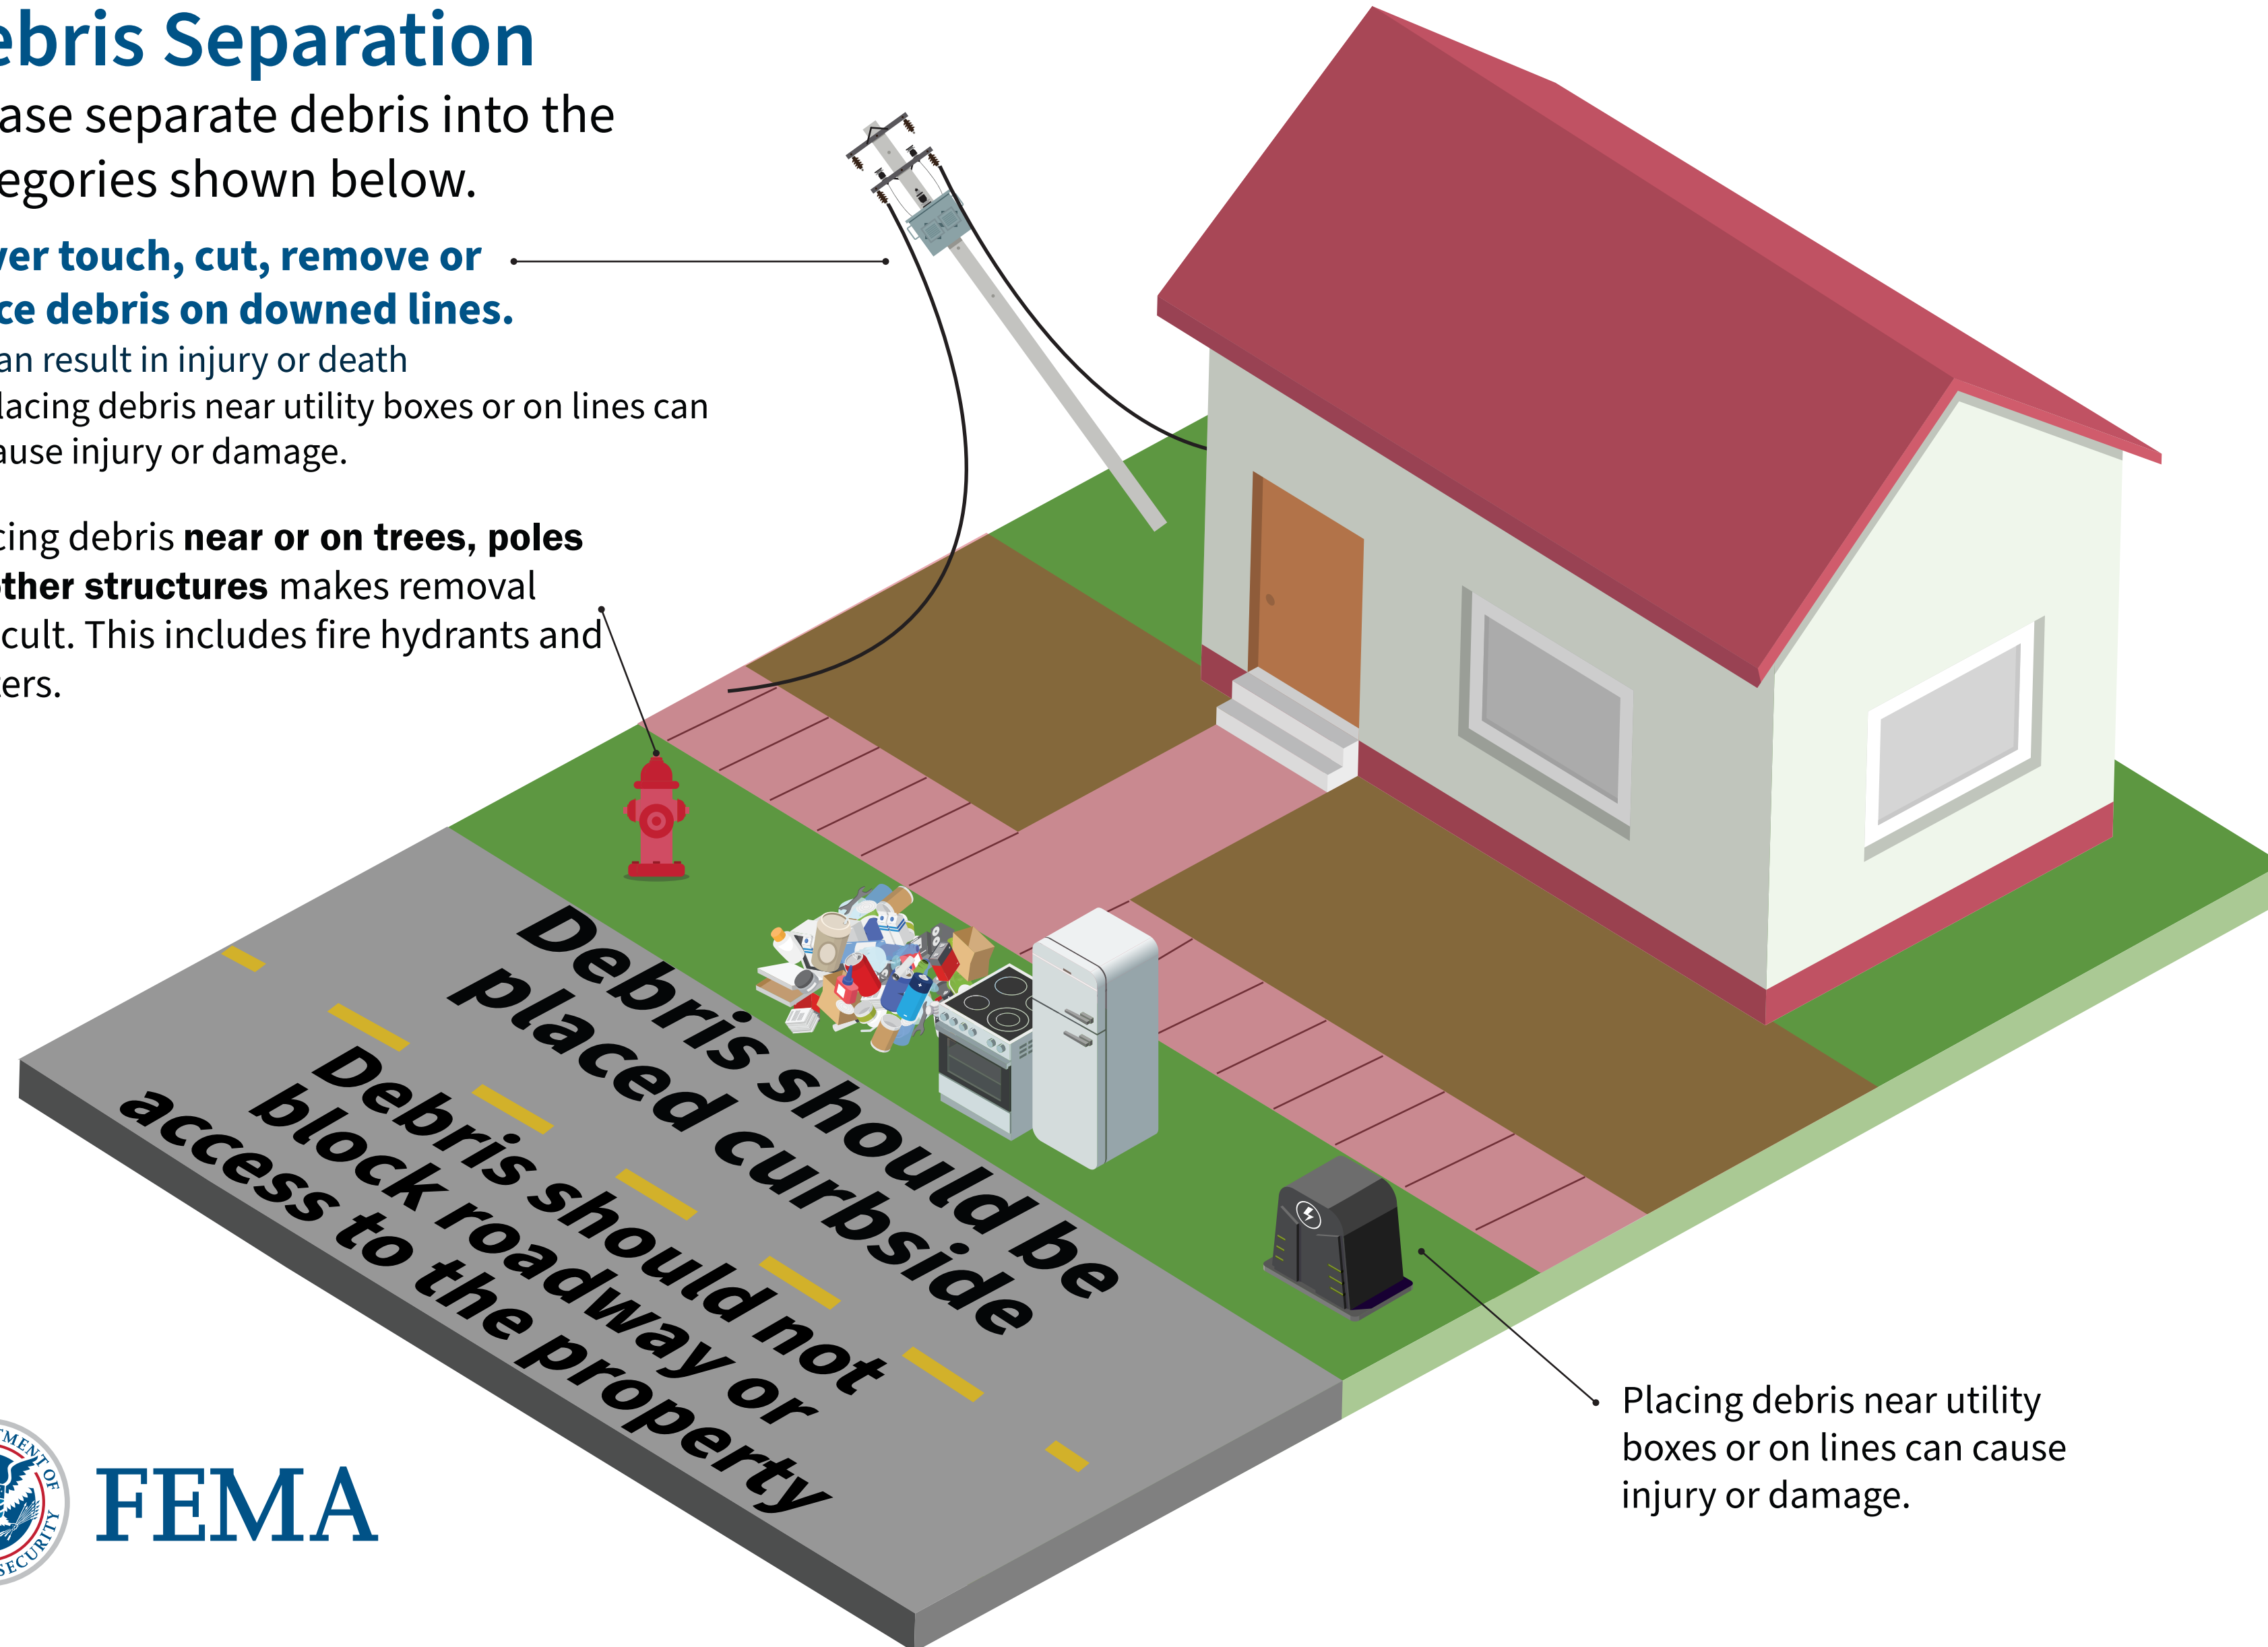 ebris Separation
ase separate debris into the
egories shown below.
ver touch, cut, remove or
ce debris on downed lines.
an result in injury or death
lacing debris near utility boxes or on lines can
ause injury or damage.
cing debris near or on trees, poles
ther structures makes removal
cult. This includes fire hydrants and
ers.
Debris should be
placed curbside
Debris should not
block roadway or
access to the property
Placing debris near utility
boxes or on lines can cause
injury or damage.
TMENT OF
SECURITY
FEMA